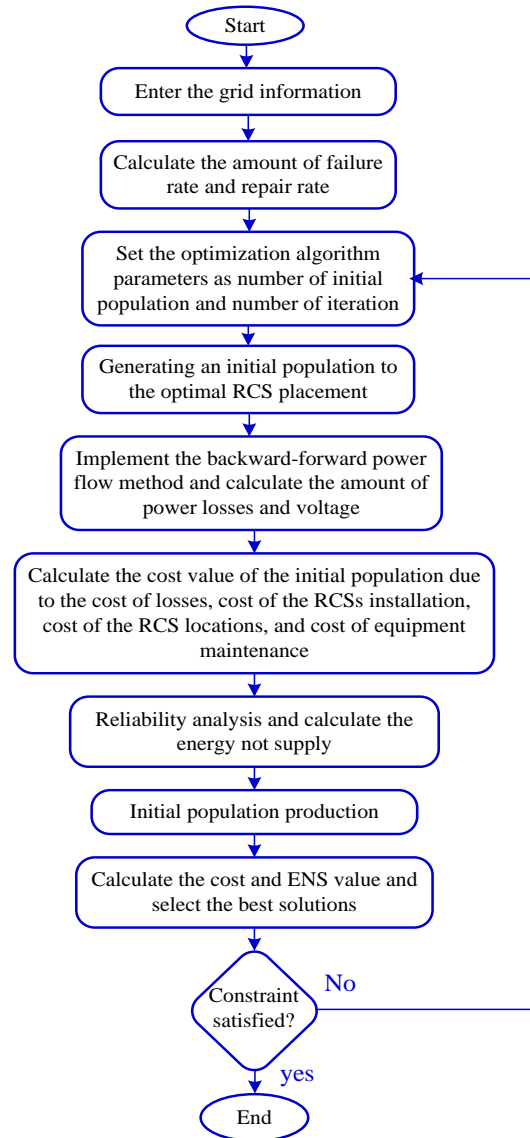 Start
Enter the grid information
Calculate the amount of failure
rate and repair rate
Set the optimization algorithm
parameters as number of initial
population and number of iteration
Generating an initial population to
the optimal RCS placement
Implement the backward-forward power
flow method and calculate the amount of
power losses and voltage
Calculate the cost value of the initial population due
to the cost of losses, cost of the RCSs installation,
cost of the RCS locations, and cost of equipment
maintenance
Reliability analysis and calculate the
energy not supply
Initial population production
Calculate the cost and ENS value and
select the best solutions
Constraint
satisfied?
No
yes
End